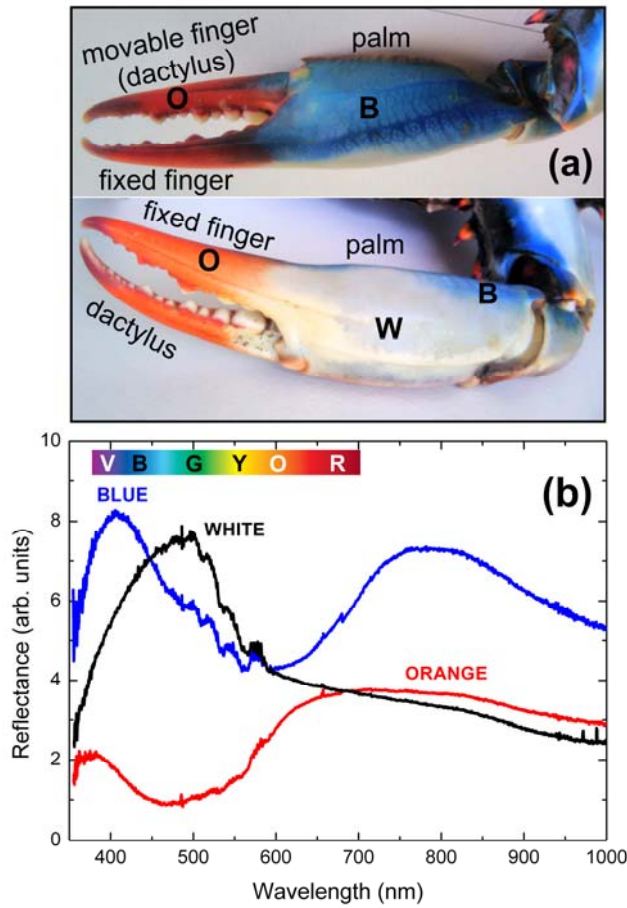 movable finger
(dactylus)
palm
O
B
fixed finger
(a)
fixed finger
palm
O
B
W
dactylus
10
V B G Y O R
(b)
BLUE
WHITE
8
6
4
ORANGE
2
0
Reflectance (arb. units)
400 500 600 700 800 900 1000
Wavelength (nm)